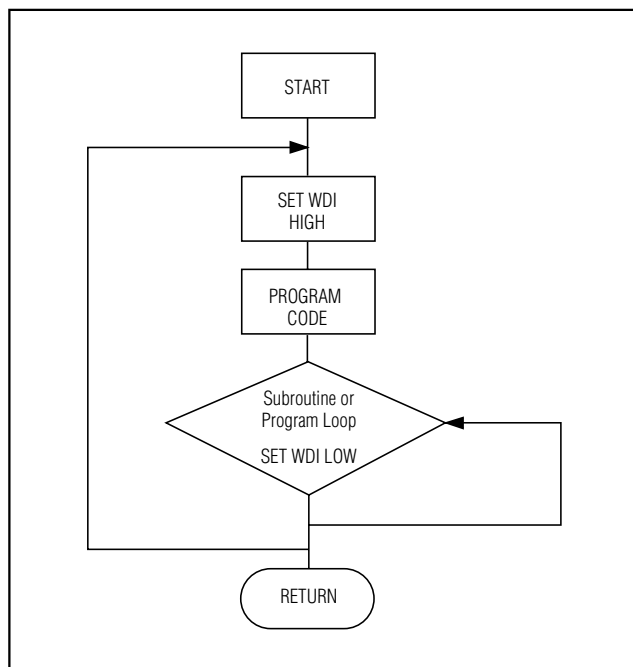 START
SET WDI
HIGH
PROGRAM
CODE
Subroutine or
Program Loop
SET WDI LOW
RETURN